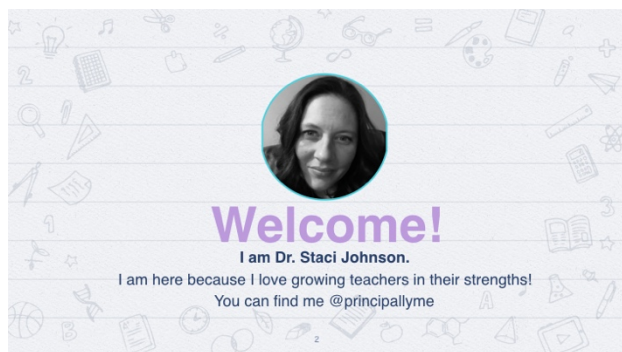 Welcome!
I am Dr. Staci Johnson.
I am here because I love growing teachers in their strengths!
You can find me @principallyme
2